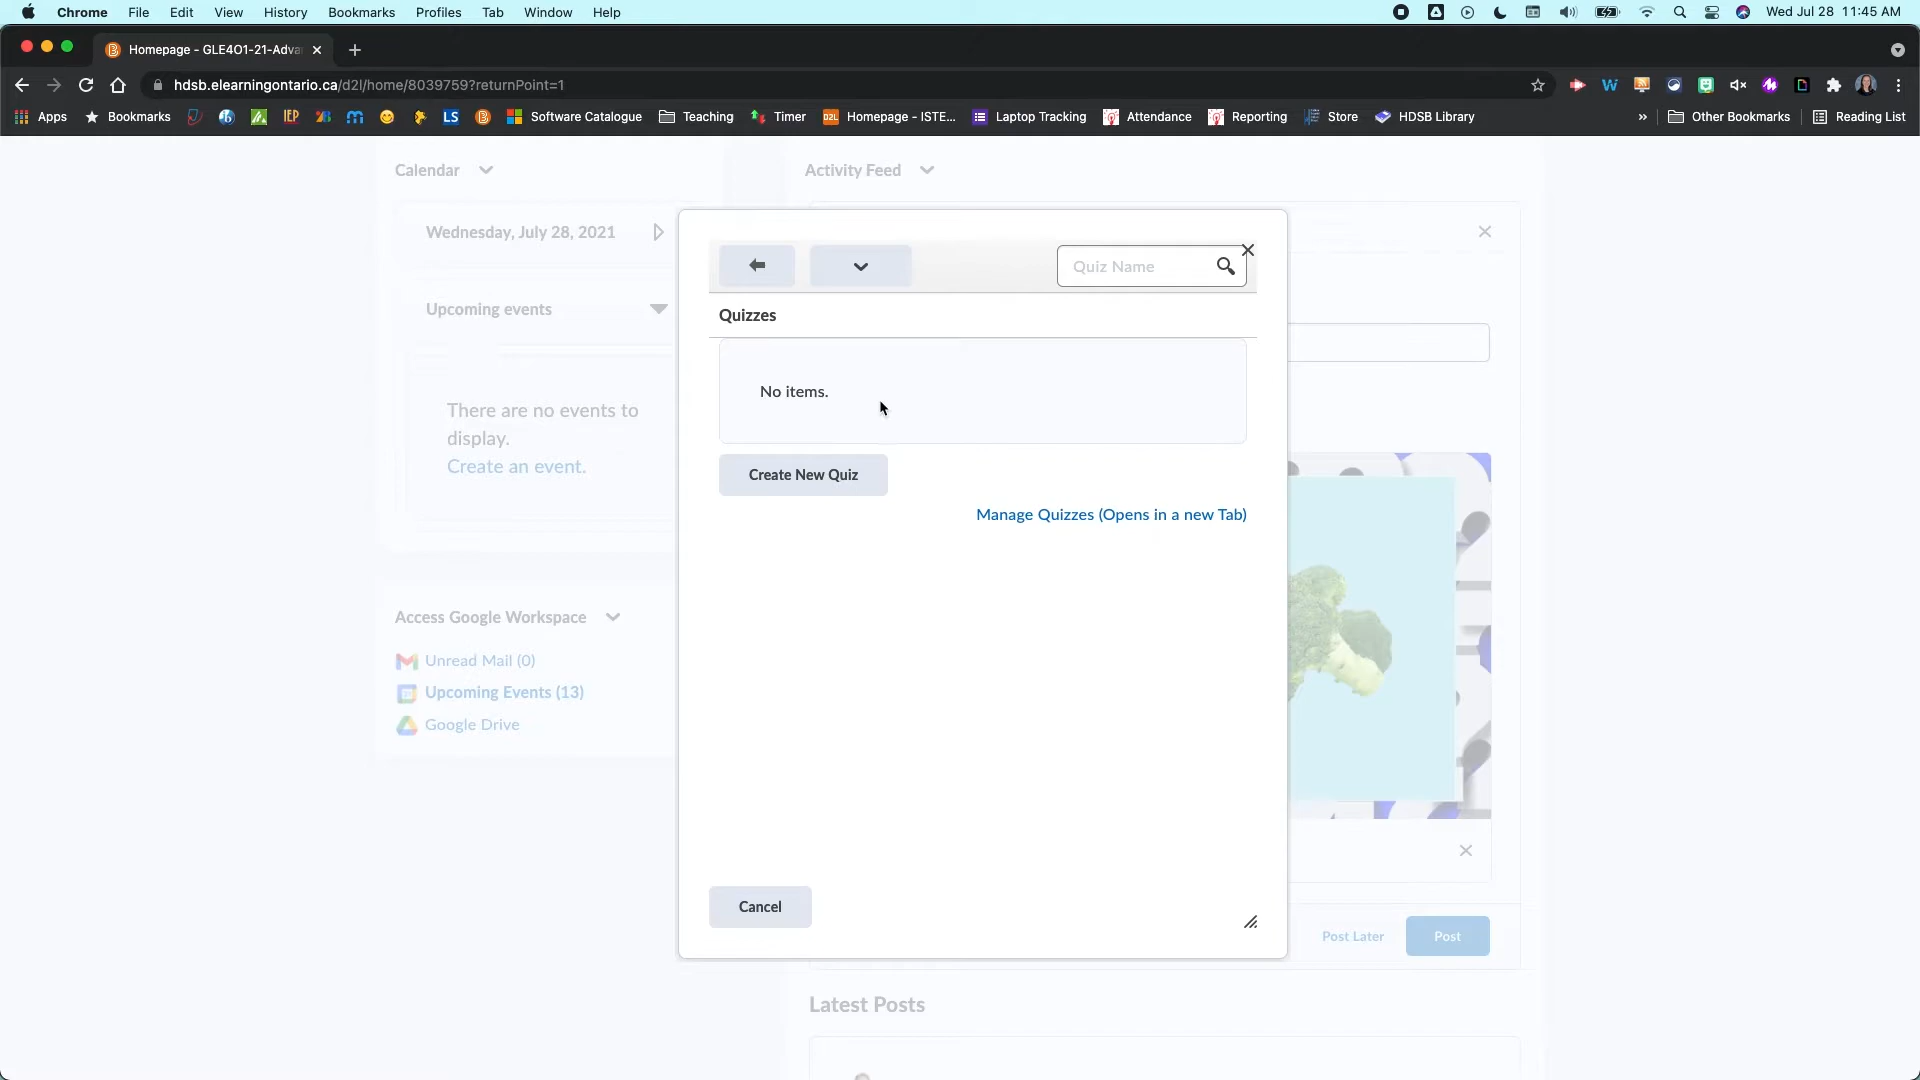 Chrome File Edit View History Bookmarks Profiles Tab Window Help Wed Jul 28 11:45 AM
Homepage - GLE4O1-21-Adva
hdsb.elearningontario.ca/d2l/home/8039759?returnPoint=1
Apps Bookmarks IEP LS Software Catalogue Teaching Timer D2L Homepage - ISTE... Laptop Tracking Attendance Reporting Store HDSB Library » Other Bookmarks Reading List
Calendar
Activity Feed
Wednesday, July 28, 2021
Quiz Name
Upcoming events
Quizzes
There are no events to
display.
Create an event.
No items.
Create New Quiz
Manage Quizzes (Opens in a new Tab)
Access Google Workspace
Unread Mail (0)
Upcoming Events (13)
Google Drive
Cancel
Post Later
Post
Latest Posts